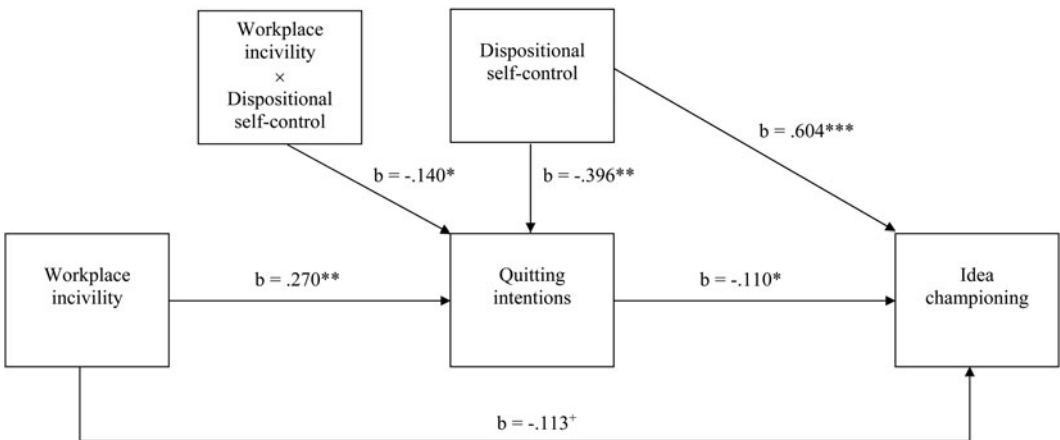 Workplace
incivility
×
Dispositional
self-control
Dispositional
self-control
b = .604***
b = -.140*
b = -.396**
Workplace
incivility
b = .270**
Quitting
intentions
b = -.110*
Idea
championing
b = -.113⁺